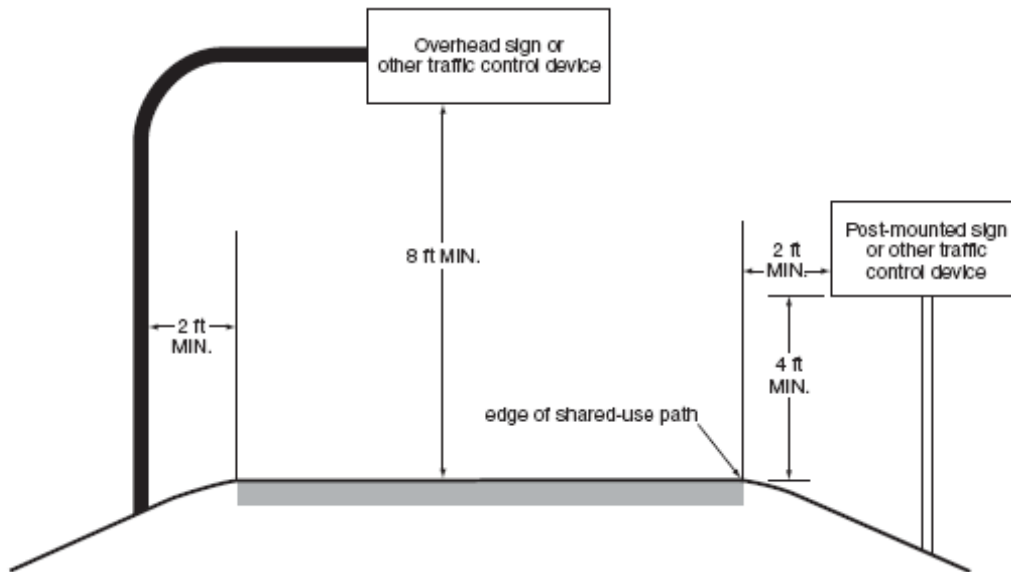 Overhead sign or
other traffic control device
8 ft MIN.
2 ft
MIN.
Post-mounted sign
or other traffic
control device
2 ft
MIN.
4 ft
MIN.
edge of shared-use path